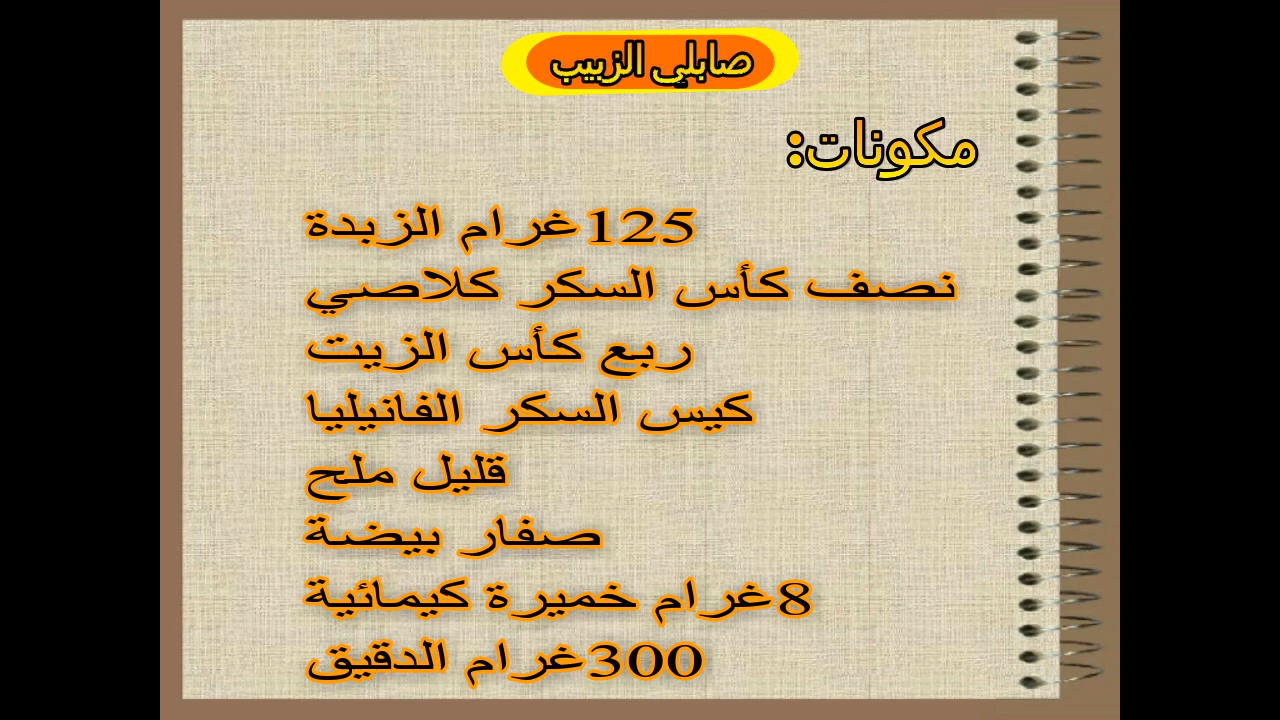 صابلي الزبيب
مكونات:
125غرام الزبدة
نصف كأس السكر كلاصي
ربع كأس الزيت
كيس السكر الفانيليا
قليل ملح
صفار بيضة
8غرام خميرة كيمائية
300غرام الدقيق